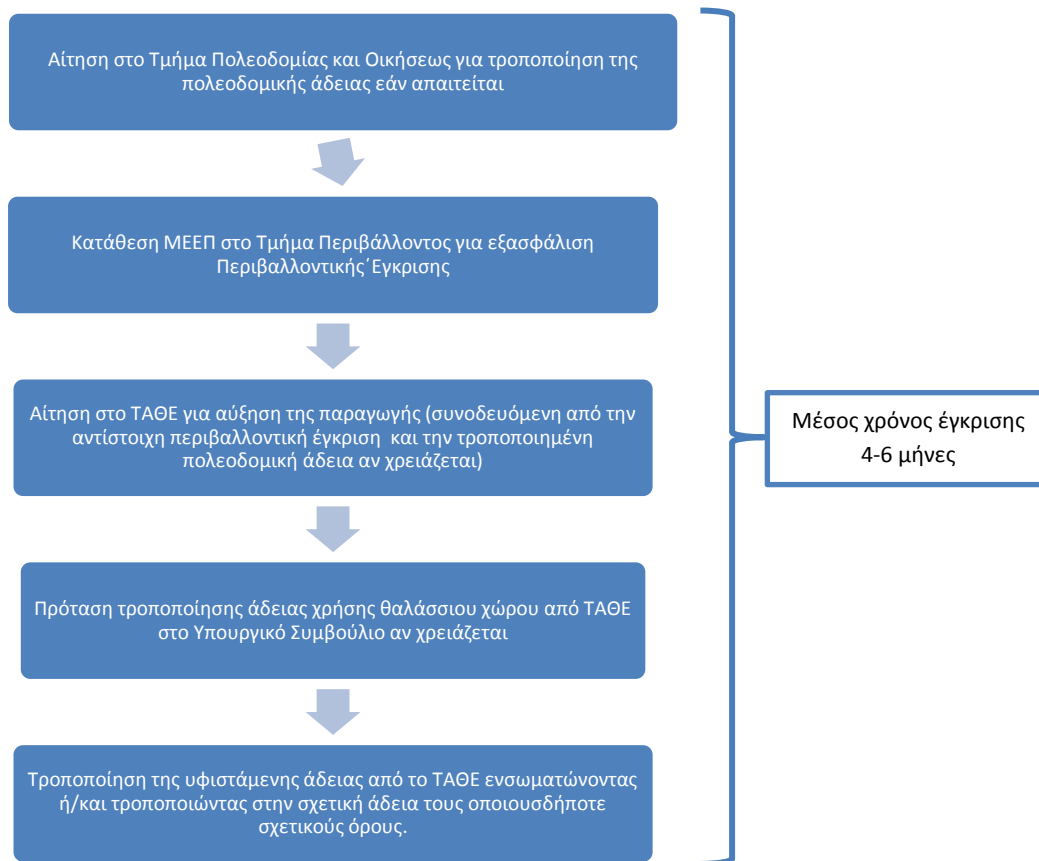 Αίτηση στο Τμήμα Πολεοδομίας και Οικήσεως για τροποποίηση της
πολεοδομικής άδειας εάν απαιτείται
Κατάθεση ΜΕΕΠ στο Τμήμα Περιβάλλοντος για εξασφάλιση
Περιβαλλοντικής Έγκρισης
Αίτηση στο ΤΑΘΕ για αύξηση της παραγωγής (συνοδευόμενη από την
αντίστοιχη περιβαλλοντική έγκριση και την τροποποιημένη
πολεοδομική άδεια αν χρειάζεται)
Πρόταση τροποποίησης άδειας χρήσης θαλάσσιου χώρου από ΤΑΘΕ
στο Υπουργικό Συμβούλιο αν χρειάζεται
Τροποποίηση της υφιστάμενης άδειας από το ΤΑΘΕ ενσωματώνοντας
ή/και τροποποιώντας στην σχετική άδεια τους οποιουσδήποτε
σχετικούς όρους.
Μέσος χρόνος έγκρισης
4-6 μήνες